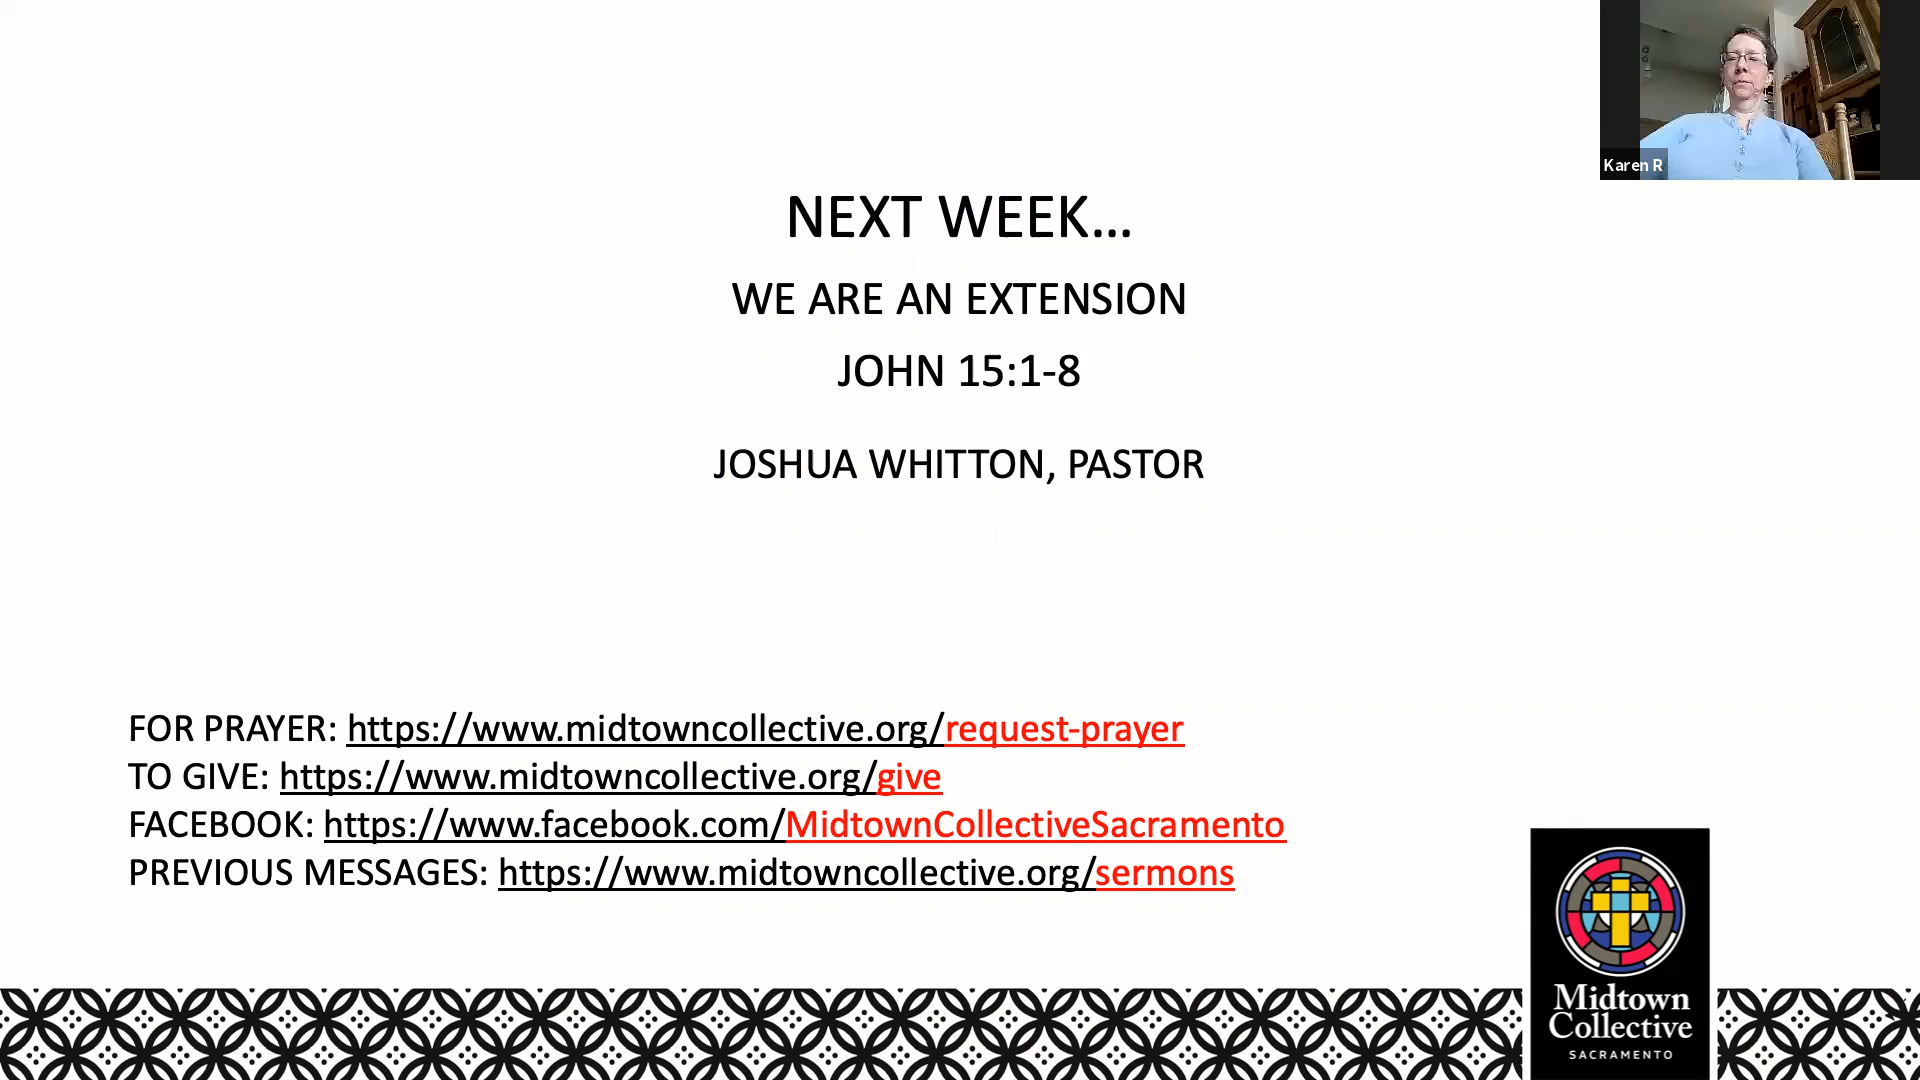 Karen R
NEXT WEEK…
WE ARE AN EXTENSION
JOHN 15:1-8
JOSHUA WHITTON, PASTOR
FOR PRAYER: https://www.midtowncollective.org/request-prayer
TO GIVE: https://www.midtowncollective.org/give
FACEBOOK: https://www.facebook.com/MidtownCollectiveSacramento
PREVIOUS MESSAGES: https://www.midtowncollective.org/sermons
Midtown
Collective
SACRAMENTO